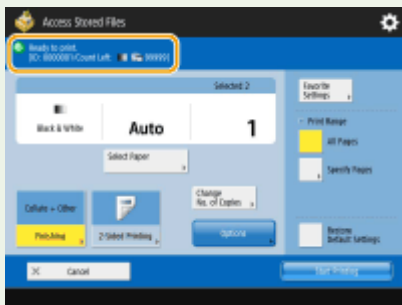 Access Stored Files
Ready to print.
[ID: 0000001/Count Left: 99999]
Selected: 2
Black & White
Auto
1
Select Paper
Change
No. of Copies
Collate + Other
Finishing
2-Sided Printing
Options
Favorite
Settings
Print Range
All Pages
Specify Pages
Restore
Default Settings
Cancel
Start Printing